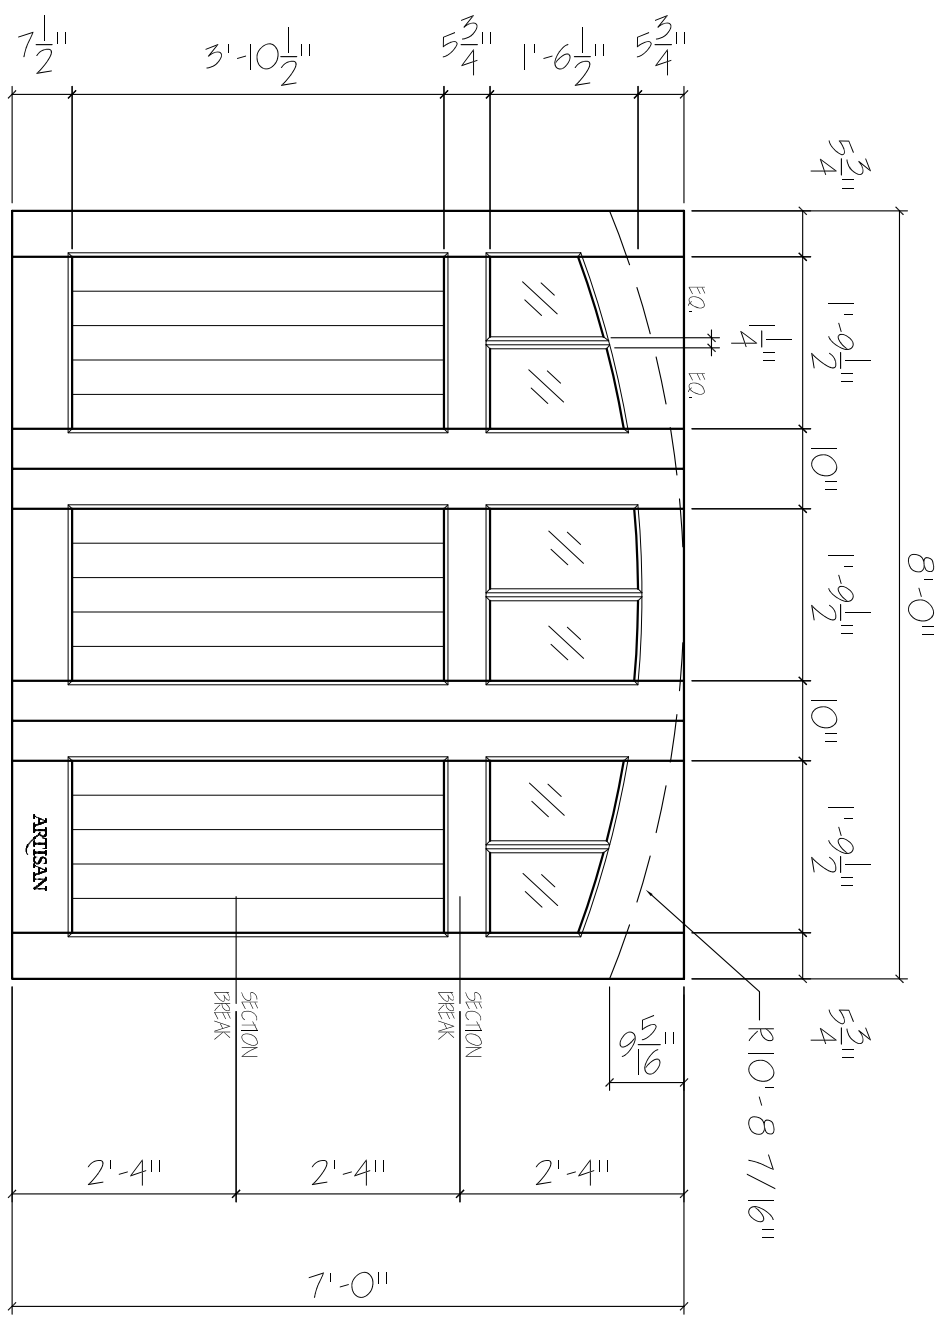 7 1/2"
3'-10 1/2"
5 3/4"
1'-6 1/2"
5 3/4"
5 3/4"
1'-9 1/2"
10"
1'-9 1/2"
10"
1'-9 1/2"
5 3/4"
8'-0"
EQ.
EQ.
1/4"
ARTISAN
SECTION
BREAK
SECTION
BREAK
9 5/16"
R 10'-8 7/16"
2'-4"
2'-4"
2'-4"
7'-0"